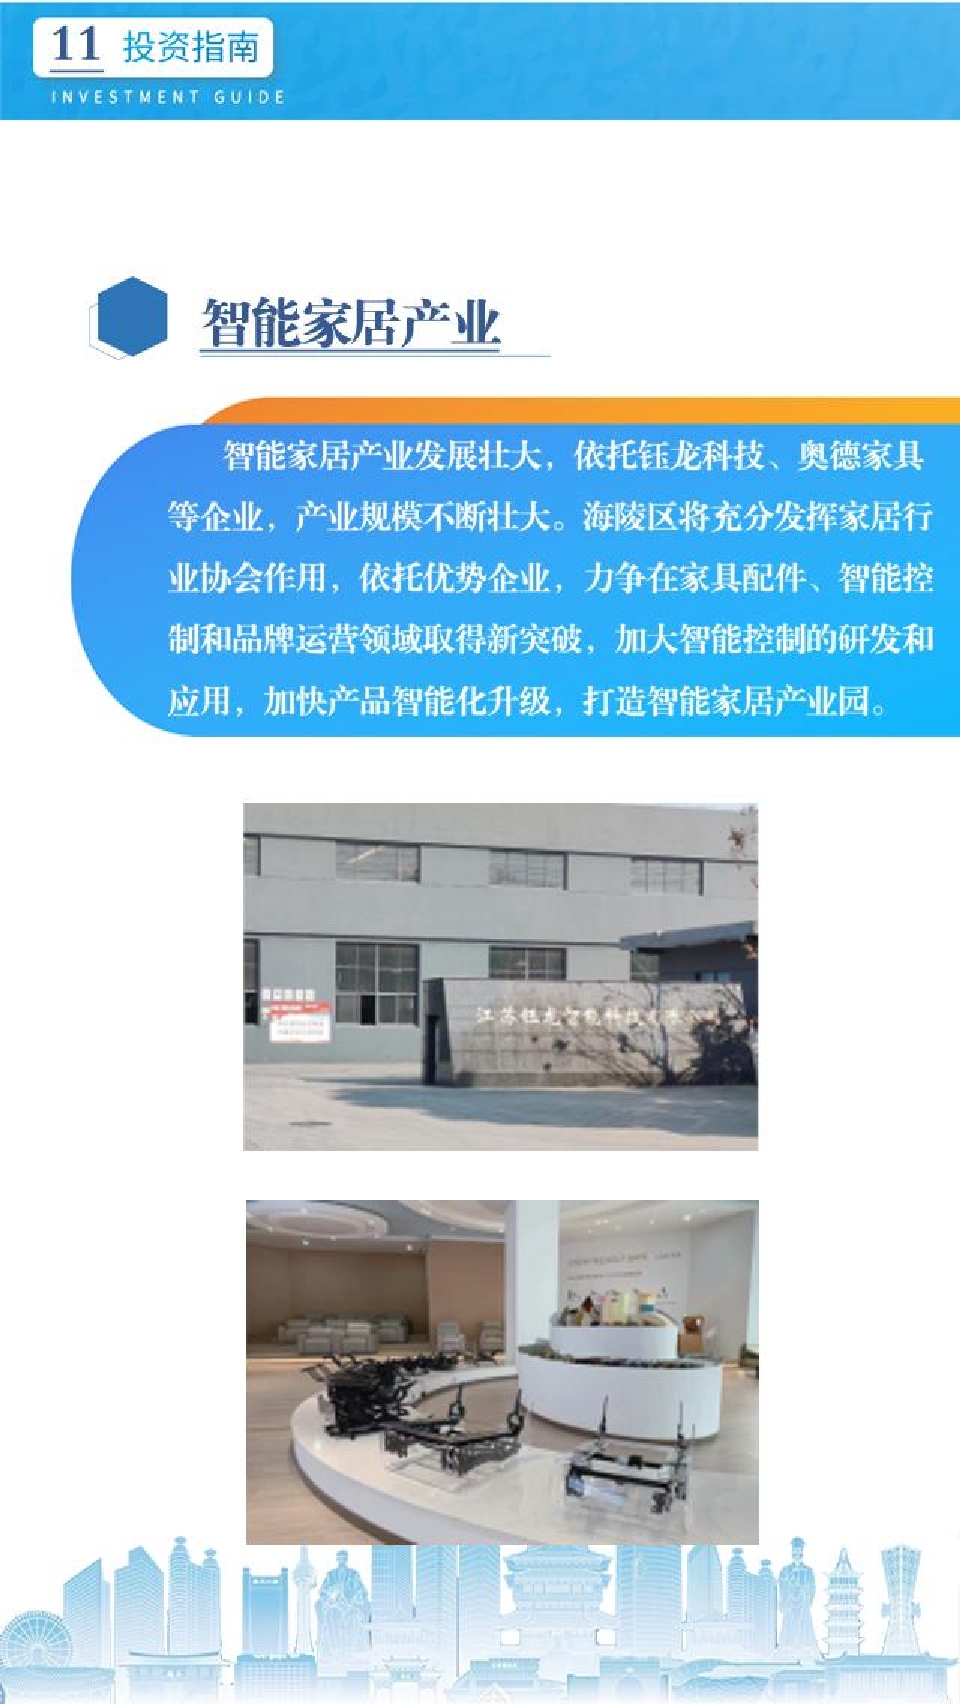 11 投资指南
INVESTMENT GUIDE
智能家居产业
智能家居产业发展壮大，依托钰龙科技、奥德家具
等企业，产业规模不断壮大。海陵区将充分发挥家居行
业协会作用，依托优势企业，力争在家具配件、智能控
制和品牌运营领域取得新突破，加大智能控制的研发和
应用，加快产品智能化升级，打造智能家居产业园。
江苏钰龙智能科技有限公司